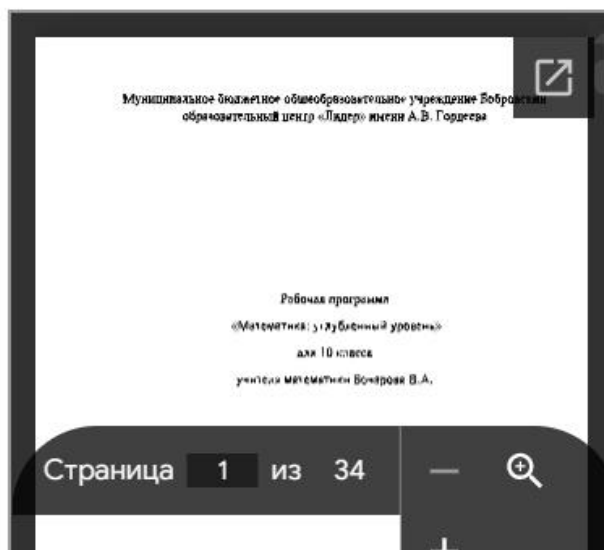 Муниципальное бюджетное общеобразовательное учреждение Бобровский
образовательный центр «Лидер» имени А.В. Гордеева
Рабочая программа
«Математика: углубленный уровень»
для 10 класса
учителя математики Бочарова В.А.
Страница 1 из 34